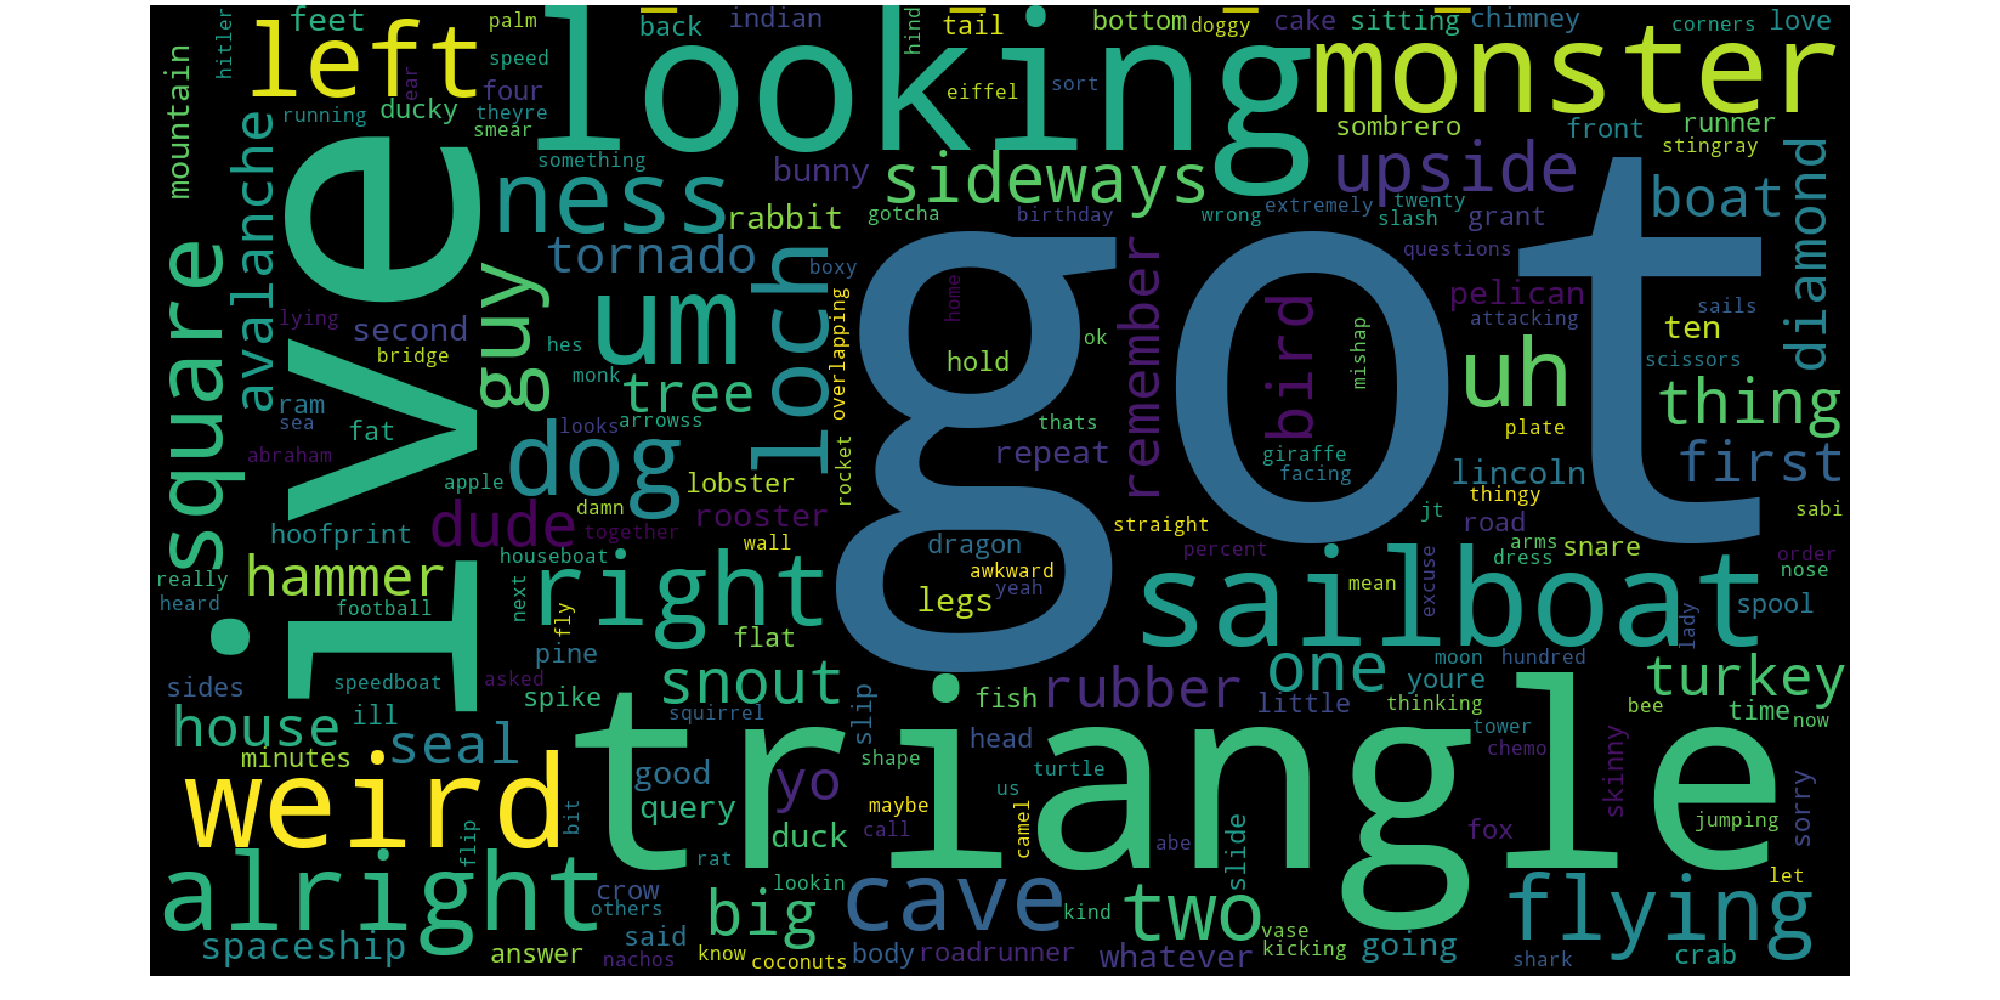 hitler
feet
palm
back
indian
hind
tail
bottom
doggy
cake
sitting
chimney
corners
love
mountain
left
looking
monster
ear
speed
four
ducky
running
theyre
smear
eiffel
sort
sombrero
front
runner
stingray
avalanche
i've
something
ness
bunny
sideways
upside
boat
diamond
rabbit
gotcha
birthday
wrong
extremely
twenty
slash
grant
square
guy
tornado
loch
boxy
got
remember
questions
lying
second
bridge
hes
um
overlapping
home
hold
ok
bird
mishap
pelican
attacking
sails
ten
uh
scissors
monk
tree
thing
ram
sea
fat
looks
arrowss
thats
plate
abraham
apple
dog
lobster
rocket
repeat
giraffe
facing
lincoln
first
thingy
hoofprint
dude
damn
together
rooster
straight
jt
road
sabi
wall
dragon
percent
arms
snare
order
really
hammer
houseboat
right
awkward
yeah
sailboat
mean
excuse
dress
nose
heard
football
next
fly
legs
lady
spool
flat
pine
sides
speedboat
asked
spike
snout
fish
rubber
one
little
moon
hundred
youre
turkey
thinking
bee
time
now
house
ill
squirrel
slip
triangle
minutes
seal
head
tower
chemo
skinny
weird
good
yo
shape
turtle
us
query
maybe
camel
sorry
duck
call
abe
fox
jumping
bit
flip
rat
slide
let
alright
crow
others
lookin
big
cave
kind
two
flying
vase
spaceship
answer
said
nachos
know
coconuts
body
roadrunner
whatever
kicking
going
shark
crab